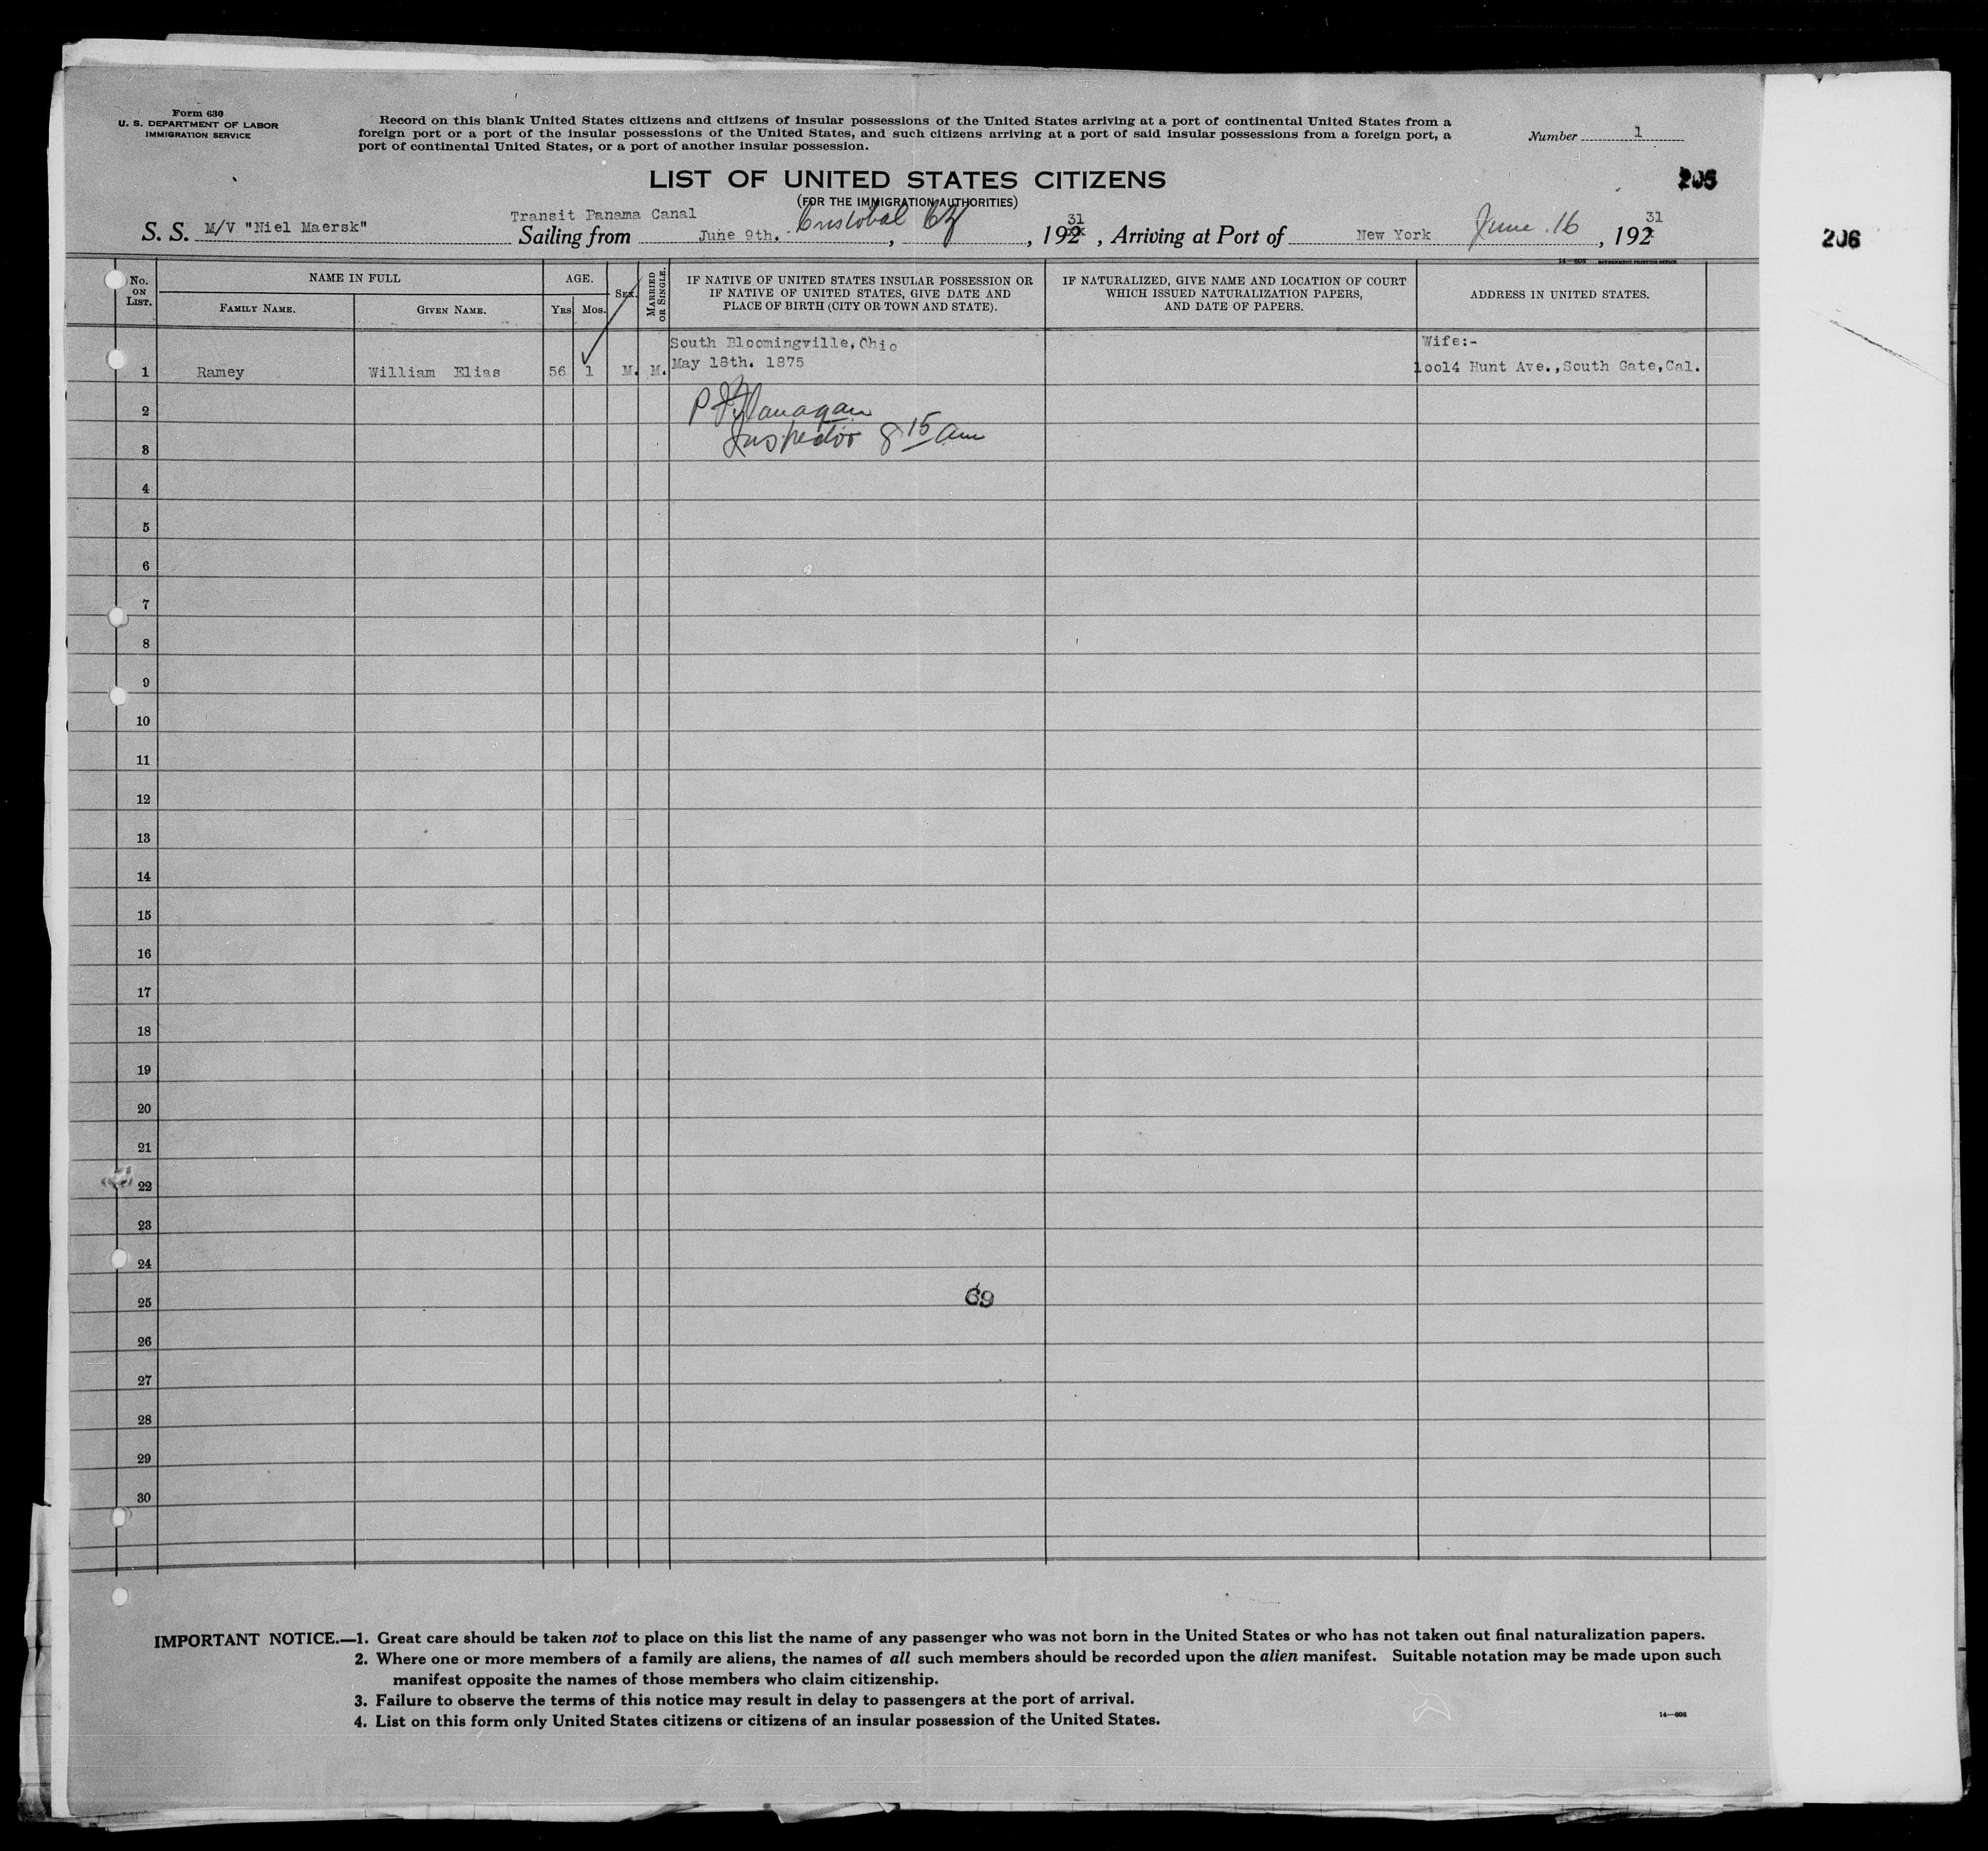 Form 630
U. S. DEPARTMENT OF LABOR
IMMIGRATION SERVICE
Record on this blank United States citizens and citizens of insular possessions of the United States arriving at a port of continental United States from a
foreign port or a port of the insular possessions of the United States, and such citizens arriving at a port of said insular possessions from a foreign port, a
port of continental United States, or a port of another insular possession.
Number 1
LIST OF UNITED STATES CITIZENS
(FOR THE IMMIGRATION AUTHORITIES)
205
206
Transit Panama Canal
S. S. M/V "Niel Maersk" Sailing from June 9th. Cristobal CZ, 192 31, Arriving at Port of New York June 16, 192 31
14—608 GOVERNMENT PRINTING OFFICE
No. ON LIST.
NAME IN FULL
FAMILY NAME.
GIVEN NAME.
AGE.
YRS.
MOS.
SEX.
MARRIED OR SINGLE.
IF NATIVE OF UNITED STATES INSULAR POSSESSION OR
IF NATIVE OF UNITED STATES, GIVE DATE AND
PLACE OF BIRTH (CITY OR TOWN AND STATE).
IF NATURALIZED, GIVE NAME AND LOCATION OF COURT
WHICH ISSUED NATURALIZATION PAPERS,
AND DATE OF PAPERS.
ADDRESS IN UNITED STATES.
South Bloomingville, Ohio
Wife:-
1 Ramey William Elias 56 1 M. M. May 18th. 1875 10014 Hunt Ave., South Gate, Cal.
2 P Flanagan
3 Inspector 8 15 am
4
5
6
7
8
9
10
11
12
13
14
15
16
17
18
19
20
21
22
23
24
25
69
26
27
28
29
30
IMPORTANT NOTICE.—1. Great care should be taken not to place on this list the name of any passenger who was not born in the United States or who has not taken out final naturalization papers.
2. Where one or more members of a family are aliens, the names of all such members should be recorded upon the alien manifest. Suitable notation may be made upon such
manifest opposite the names of those members who claim citizenship.
3. Failure to observe the terms of this notice may result in delay to passengers at the port of arrival.
4. List on this form only United States citizens or citizens of an insular possession of the United States.
14—608